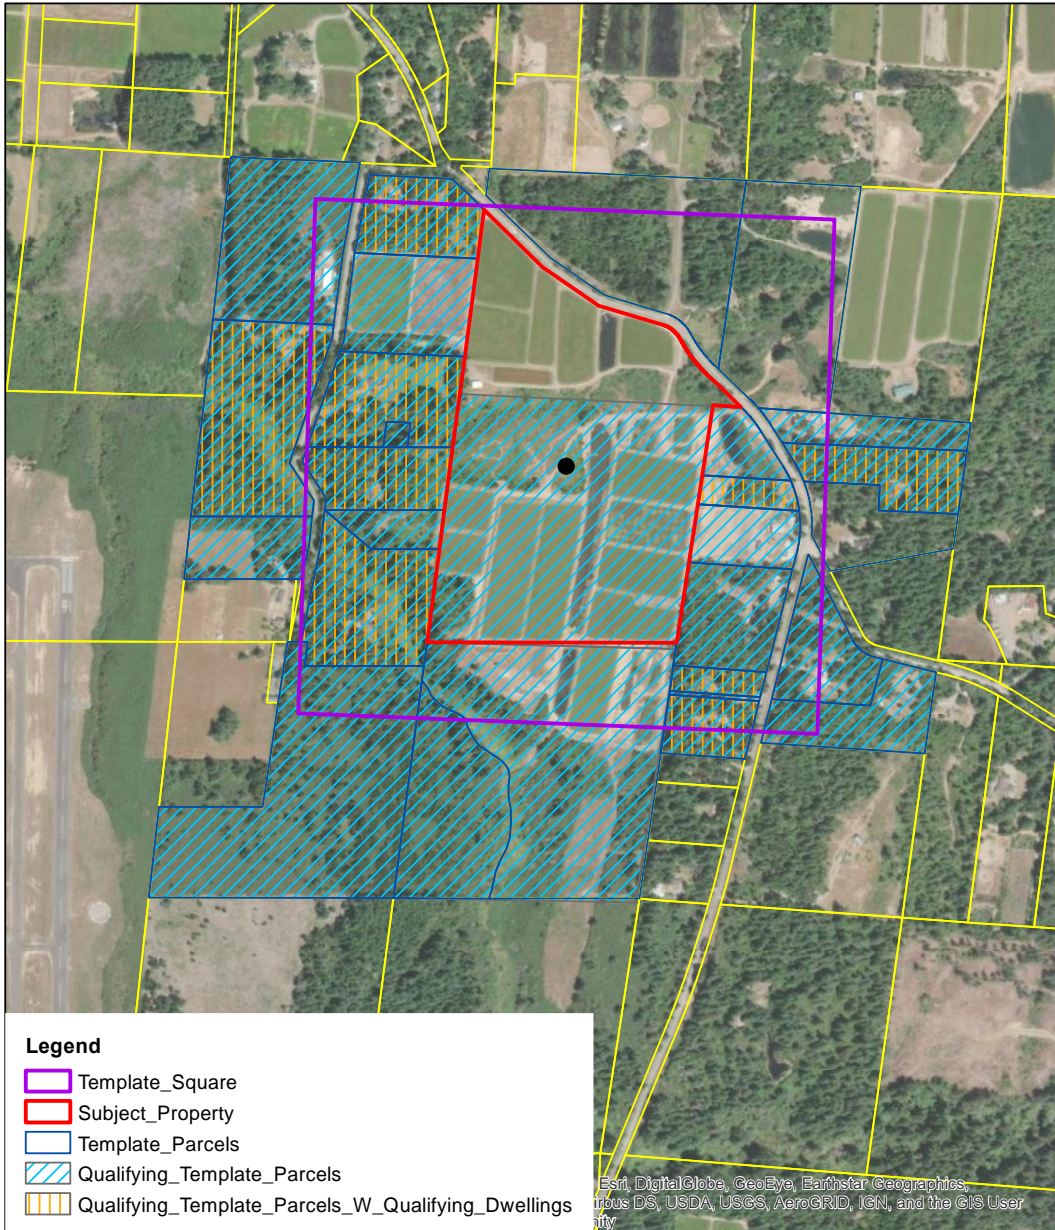 Legend
Template_Square
Subject_Property
Template_Parcels
Qualifying_Template_Parcels
Qualifying_Template_Parcels_W_Qualifying_Dwellings
Esri, DigitalGlobe, GeoEye, Earthstar Geographics,
DS, USDA, USGS, AeroGRID, IGN, and the GIS User